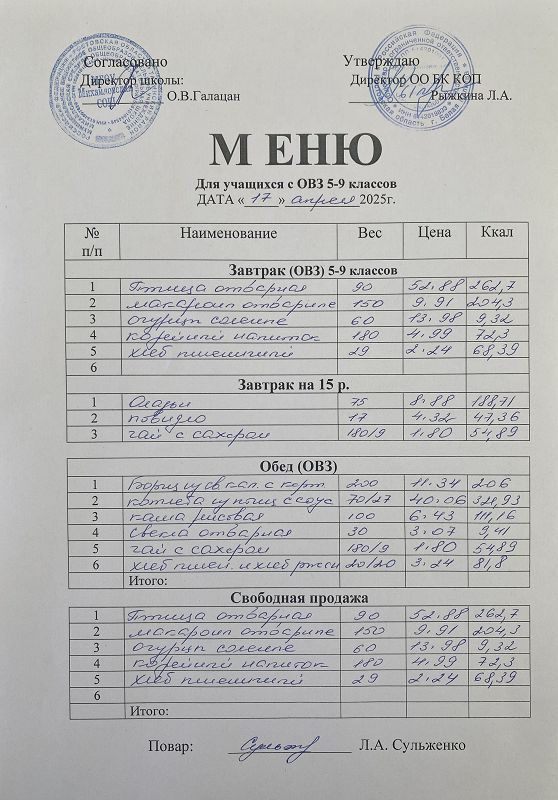 Согласовано Утверждаю
Директор школы: Директор ОО БК КОП
О.В.Галацан Рыжкина Л.А.
МЕНЮ
Для учащихся с ОВЗ 5-9 классов
ДАТА « 17 » апреля 2025г.
№ п/п Наименование Вес Цена Ккал
Завтрак (ОВЗ) 5-9 классов
1 Птица отварная 90 52.88 262,7
2 макароны отварные 150 9.91 204,3
3 огурцы соленые 60 13.98 9,32
4 кофейный напиток 180 4.99 72,3
5 хлеб пшеничный 29 2.24 68,39
6
Завтрак на 15 р.
1 Оладьи 75 8.88 188,71
2 повидло 17 4.32 47,36
3 чай с сахаром 180/9 1.80 54,89
Обед (ОВЗ)
1 Борщ из св.кап. с карт 200 11.34 206
2 котлета из птиц с соус 70/27 40.06 321,93
3 каша рисовая 100 6.43 111,16
4 свекла отварная 30 3.07 9,41
5 чай с сахаром 180/9 1.80 54,89
6 хлеб пшен. и хлеб ржан 20/20 3.24 81,8
Итого:
Свободная продажа
1 Птица отварная 90 52.88 262,7
2 макароны отварные 150 9.91 204,3
3 огурцы соленые 60 13.98 9,32
4 кофейный напиток 180 4.99 72,3
5 хлеб пшеничный 29 2.24 68,39
6
Итого:
Повар: Л.А. Сульженко